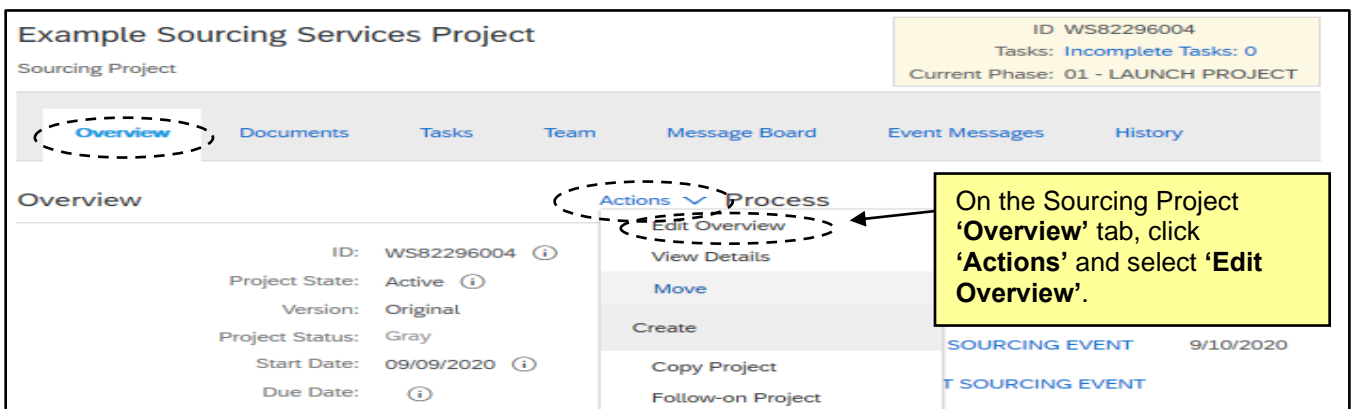 Example Sourcing Services Project
Sourcing Project
ID WS82296004
Tasks: Incomplete Tasks: 0
Current Phase: 01 - LAUNCH PROJECT
Overview Documents Tasks Team Message Board Event Messages History
Overview
Actions
Process
ID: WS82296004
Project State: Active
Version: Original
Project Status: Gray
Start Date: 09/09/2020
Due Date:
Edit Overview
View Details
Move
Create
Copy Project
Follow-on Project
On the Sourcing Project
‘Overview’ tab, click
‘Actions’ and select ‘Edit
Overview’.
SOURCING EVENT 9/10/2020
T SOURCING EVENT